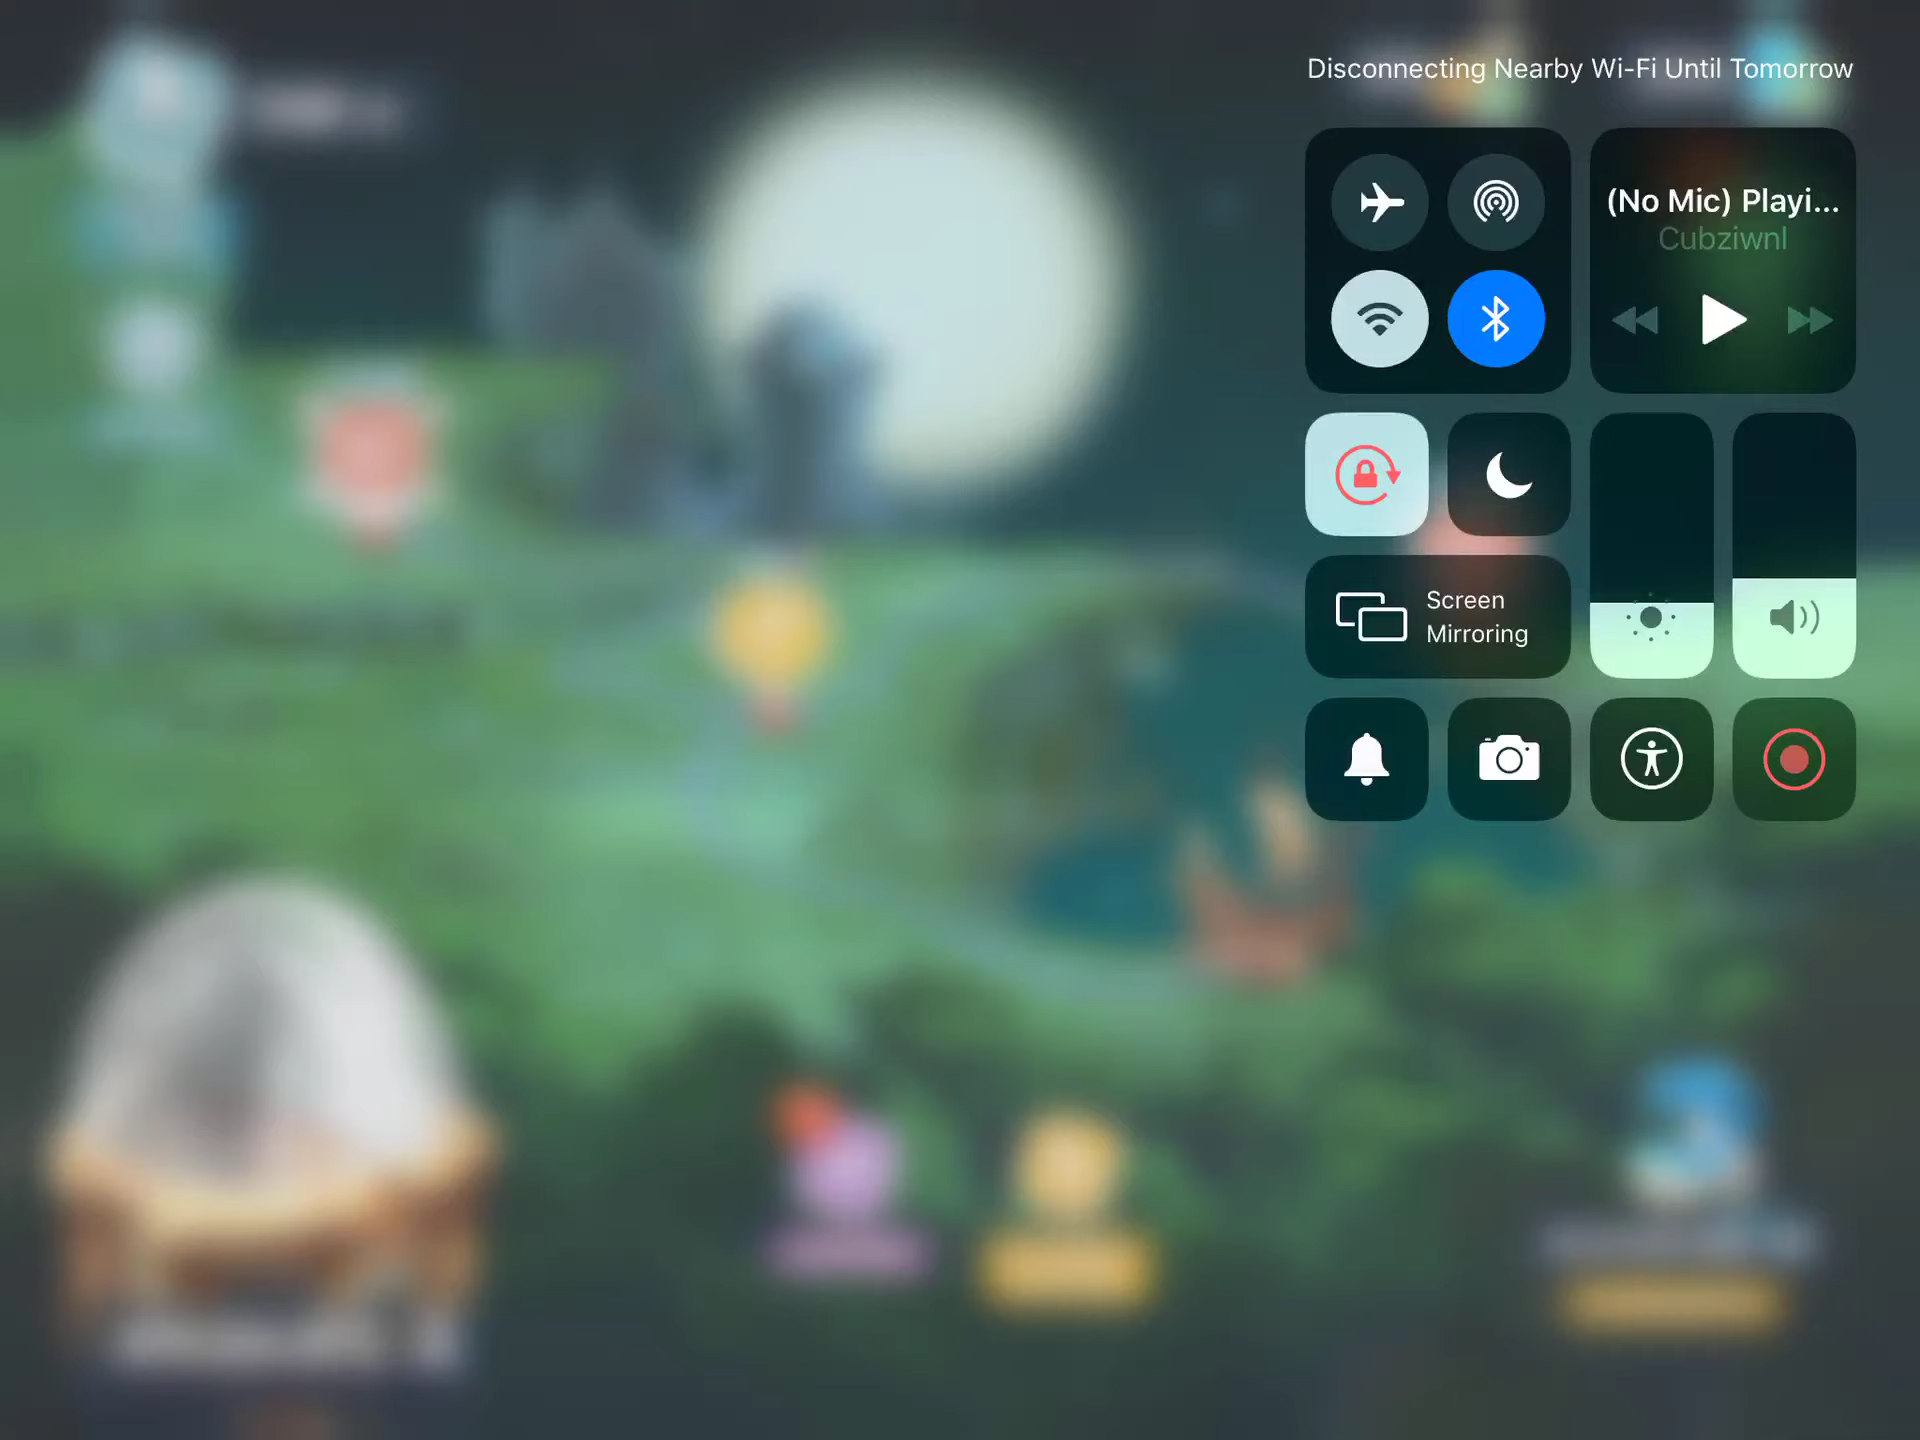 Disconnecting Nearby Wi-Fi Until Tomorrow
(No Mic) Playi...
Cubziwnl
Screen
Mirroring